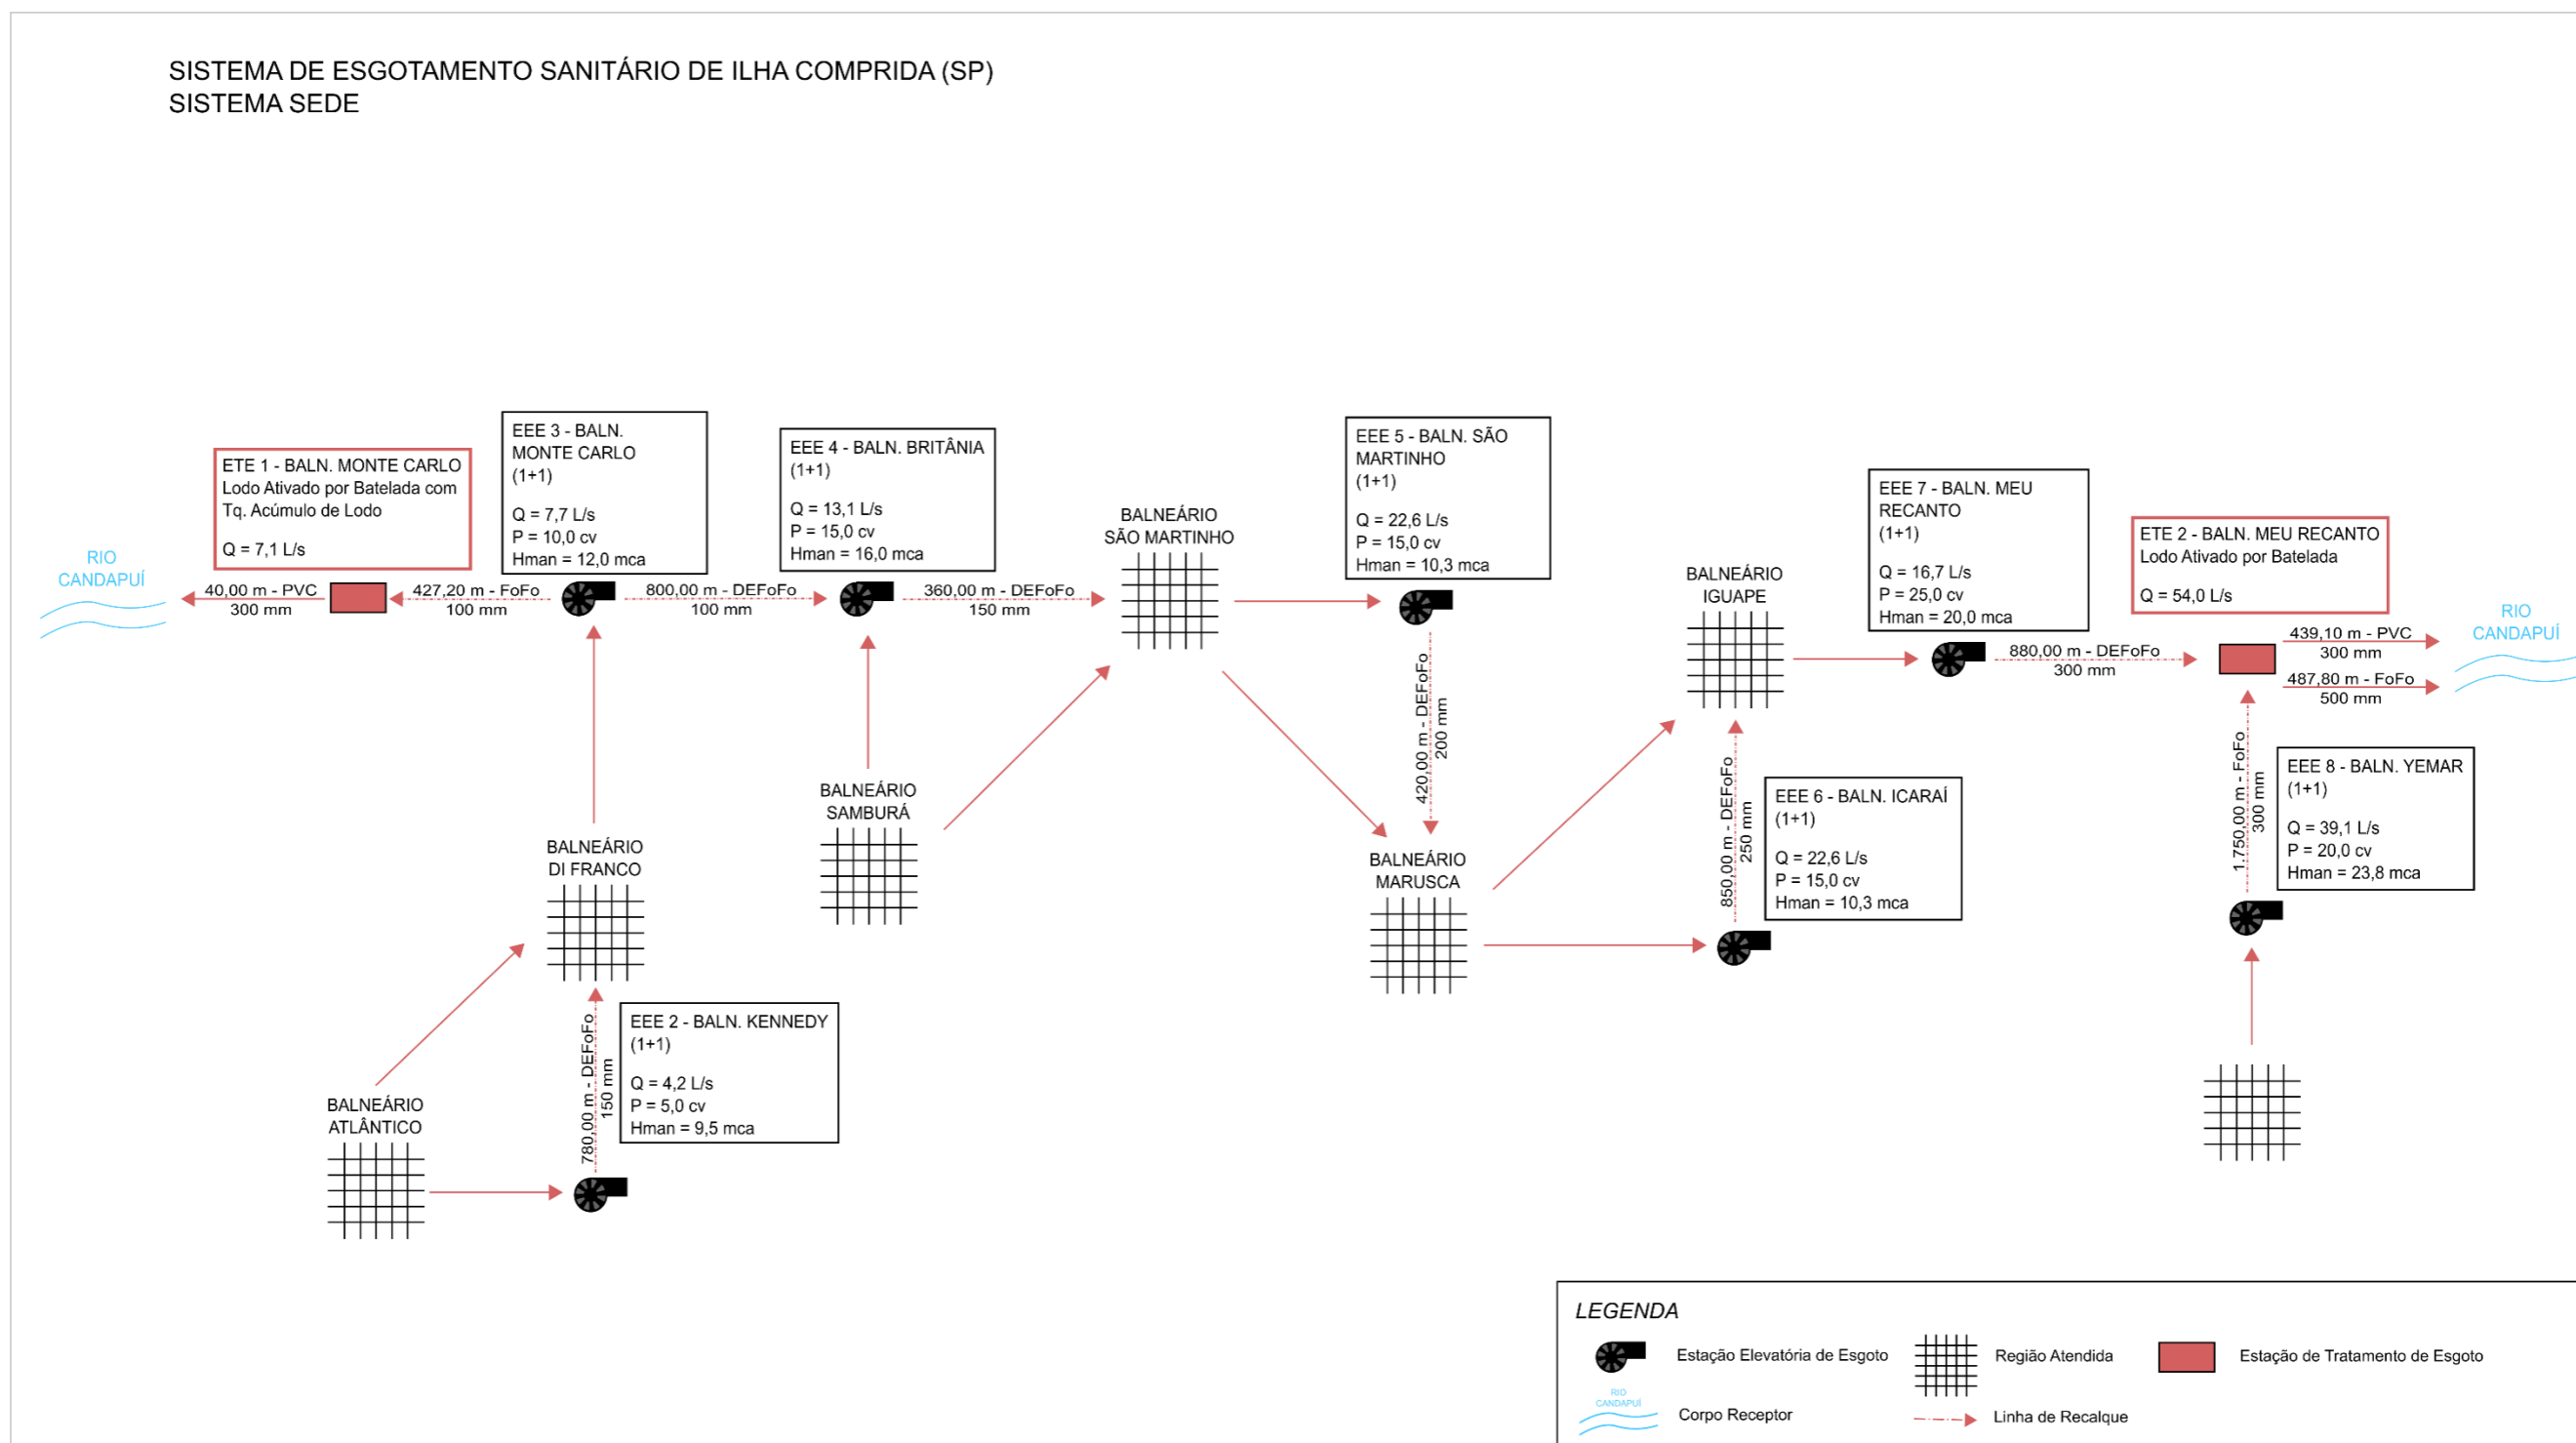 SISTEMA DE ESGOTAMENTO SANITÁRIO DE ILHA COMPRIDA (SP)
SISTEMA SEDE
RIO
CANDAPUÍ
40,00 m - PVC
300 mm
ETE 1 - BALN. MONTE CARLO
Lodo Ativado por Batelada com
Tq. Acúmulo de Lodo
Q = 7,1 L/s
427,20 m - FoFo
100 mm
EEE 3 - BALN.
MONTE CARLO
(1+1)
Q = 7,7 L/s
P = 10,0 cv
Hman = 12,0 mca
800,00 m - DEFoFo
100 mm
EEE 4 - BALN. BRITÂNIA
(1+1)
Q = 13,1 L/s
P = 15,0 cv
Hman = 16,0 mca
360,00 m - DEFoFo
150 mm
BALNEÁRIO
SÃO MARTINHO
EEE 5 - BALN. SÃO
MARTINHO
(1+1)
Q = 22,6 L/s
P = 15,0 cv
Hman = 10,3 mca
420,00 m - DEFoFo
200 mm
BALNEÁRIO
IGUAPE
EEE 7 - BALN. MEU
RECANTO
(1+1)
Q = 16,7 L/s
P = 25,0 cv
Hman = 20,0 mca
880,00 m - DEFoFo
300 mm
ETE 2 - BALN. MEU RECANTO
Lodo Ativado por Batelada
Q = 54,0 L/s
439,10 m - PVC
300 mm
487,80 m - FoFo
500 mm
RIO
CANDAPUÍ
BALNEÁRIO
SAMBURÁ
BALNEÁRIO
DI FRANCO
BALNEÁRIO
MARUSCA
850,00 m - DEFoFo
250 mm
EEE 6 - BALN. ICARAÍ
(1+1)
Q = 22,6 L/s
P = 15,0 cv
Hman = 10,3 mca
1.750,00 m - FoFo
300 mm
EEE 8 - BALN. YEMAR
(1+1)
Q = 39,1 L/s
P = 20,0 cv
Hman = 23,8 mca
BALNEÁRIO
ATLÂNTICO
780,00 m - DEFoFo
150 mm
EEE 2 - BALN. KENNEDY
(1+1)
Q = 4,2 L/s
P = 5,0 cv
Hman = 9,5 mca
LEGENDA
Estação Elevatória de Esgoto
Região Atendida
Estação de Tratamento de Esgoto
RIO
CANDAPUÍ
Corpo Receptor
Linha de Recalque